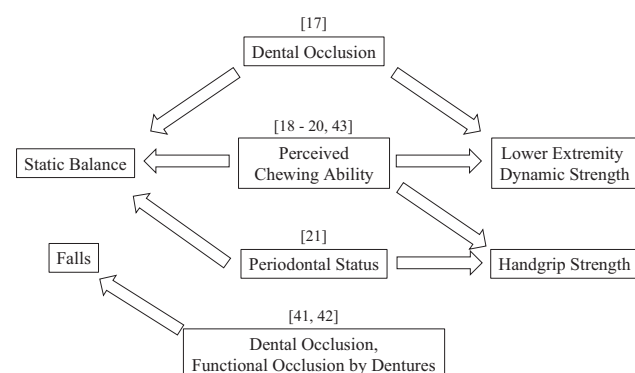 [17]
Dental Occlusion
[18 - 20, 43]
Static Balance
Perceived
Chewing Ability
Lower Extremity
Dynamic Strength
[21]
Falls
Periodontal Status
Handgrip Strength
[41, 42]
Dental Occlusion,
Functional Occlusion by Dentures